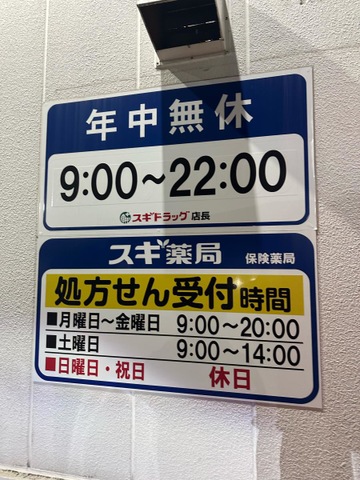 年中無休
9:00〜22:00
スギドラッグ 店長
スギ薬局 保険薬局
処方せん受付時間
■月曜日〜金曜日 9:00〜20:00
■土曜日 9:00〜14:00
■日曜日・祝日 休日